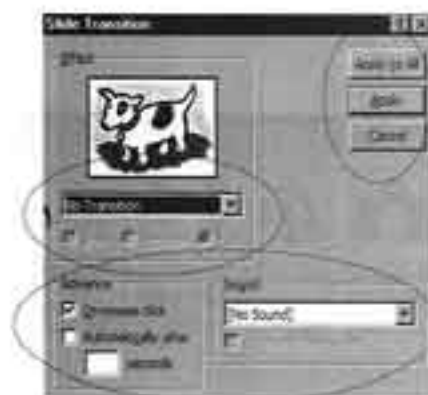 Slide Transition
Effect
Apply to All
Apply
Cancel
No Transition
Advance
Sound
On mouse click
[No Sound]
Automatically after
seconds